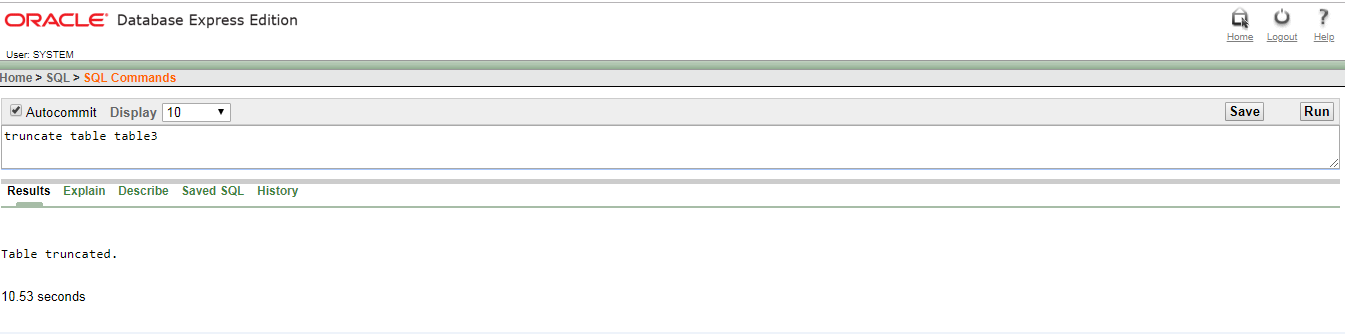 ORACLE Database Express Edition
Home Logout Help
User: SYSTEM
Home > SQL > SQL Commands
Autocommit Display 10 Save Run
truncate table table3
Results Explain Describe Saved SQL History
Table truncated.
10.53 seconds